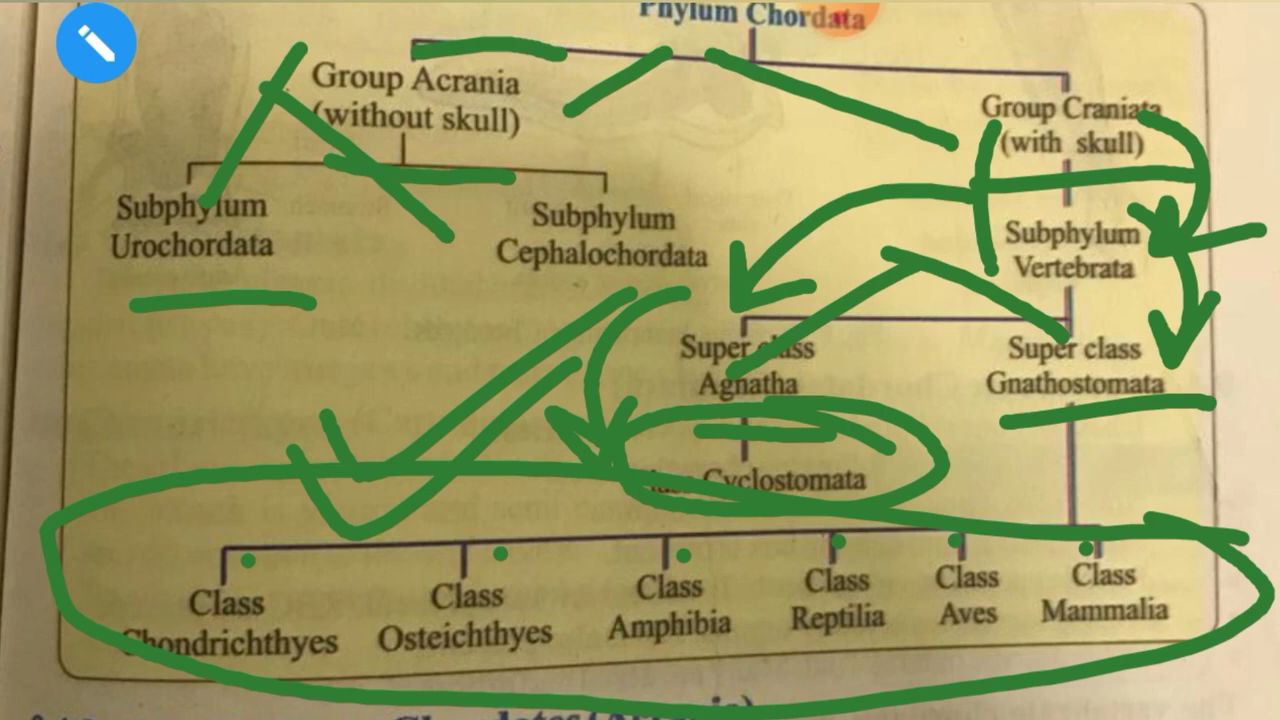 Phylum Chordata
Group Acrania
(without skull)
Group Craniata
(with skull)
Subphylum
Urochordata
Subphylum
Cephalochordata
Subphylum
Vertebrata
Super class
Agnatha
Super class
Gnathostomata
Class Cyclostomata
Class
Chondrichthyes
Class
Osteichthyes
Class
Amphibia
Class
Reptilia
Class
Aves
Class
Mammalia